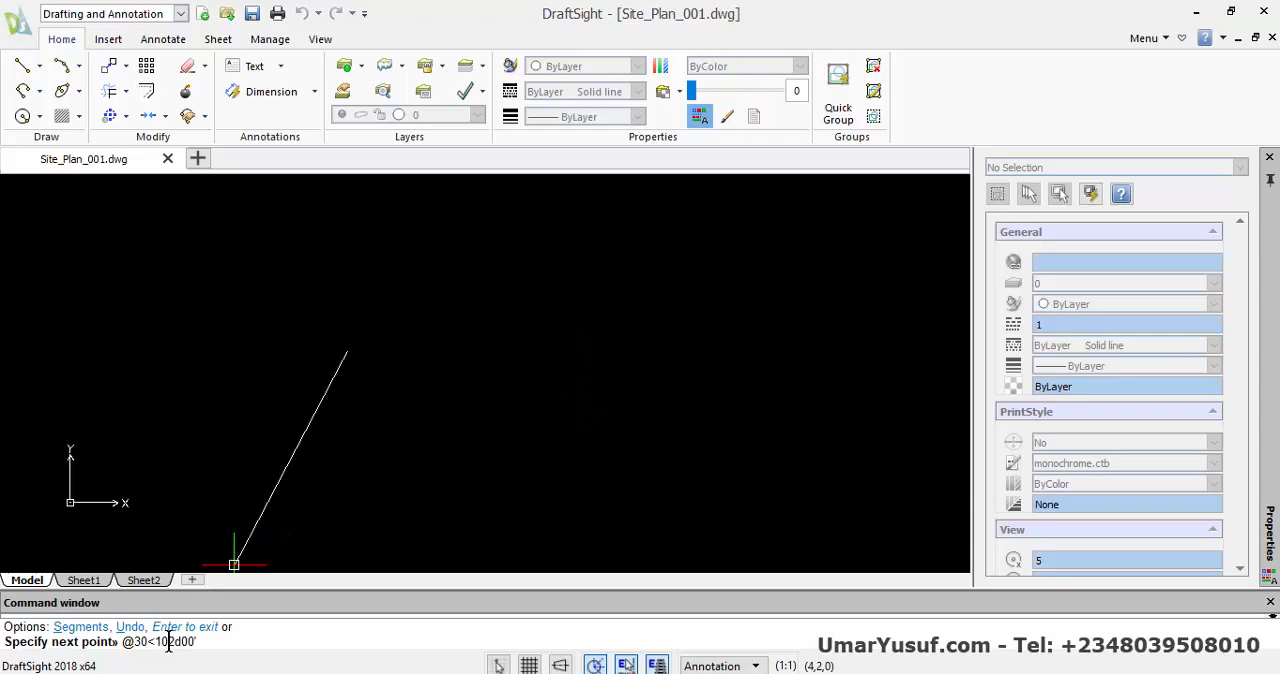 Drafting and Annotation
DraftSight - [Site_Plan_001.dwg]
Home
Insert
Annotate
Sheet
Manage
View
Menu
?
Text
Dimension
0
ByLayer
ByLayer Solid line
ByLayer
ByColor
0
Quick
Group
Draw
Modify
Annotations
Layers
Properties
Groups
Site_Plan_001.dwg
No Selection
?
General
0
ByLayer
1
ByLayer Solid line
ByLayer
ByLayer
PrintStyle
No
monochrome.ctb
ByColor
None
View
5
Properties
Y
X
Model
Sheet1
Sheet2
Command window
Options: Segments, Undo, Enter to exit or
Specify next point» @30<102d00'
DraftSight 2018 x64
Annotation
(1:1)
(4,2,0)
UmarYusuf.com - Tel: +2348039508010